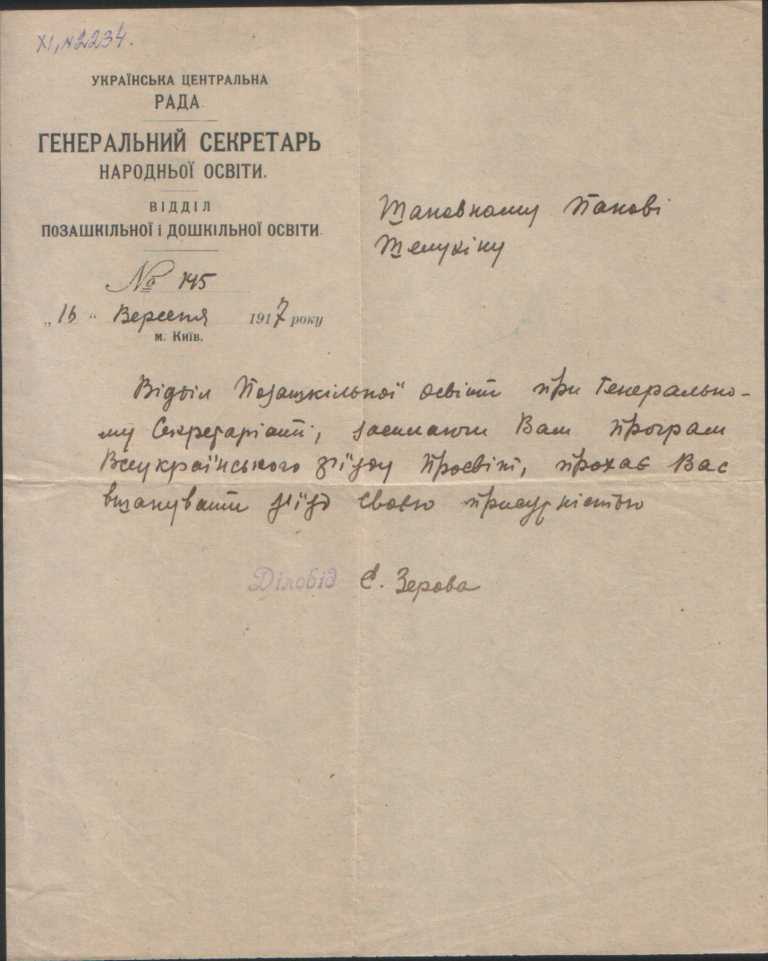 XI, №2234.
УКРАЇНСЬКА ЦЕНТРАЛЬНА
РАДА.
ГЕНЕРАЛЬНИЙ СЕКРЕТАРЬ
НАРОДНЬОЇ ОСВІТИ.
ВІДДІЛ
ПОЗАШКІЛЬНОЇ і ДОШКІЛЬНОЇ ОСВІТИ.
№ 145
„16“ Вересня 1917 року
м. Київ.
Шановному Панові
Щелухіну
Відділ Позашкільної освіти при Генерально-
му Секретаріаті, засилаючи Вам програм
Всеукраїнського з'їзду Просвіт, прохає Вас
вшанувати з'їзд своєю присутністю
Діловід Є. Зерова